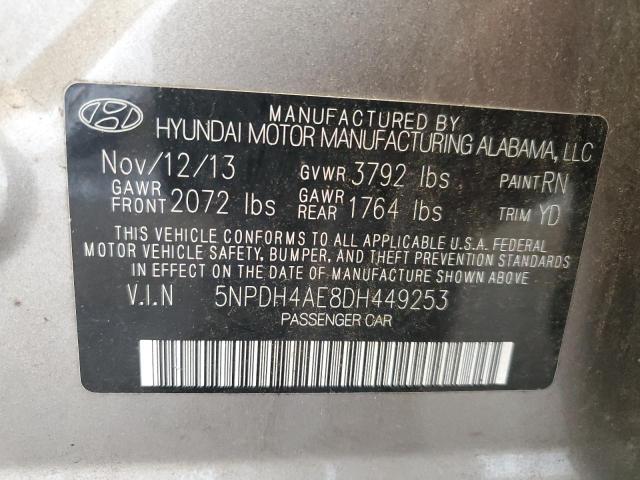 MANUFACTURED BY
HYUNDAI MOTOR MANUFACTURING ALABAMA, LLC
Nov/12/13 GVWR 3792 lbs PAINT RN
GAWR FRONT 2072 lbs GAWR REAR 1764 lbs TRIM YD
THIS VEHICLE CONFORMS TO ALL APPLICABLE U.S.A. FEDERAL
MOTOR VEHICLE SAFETY, BUMPER, AND THEFT PREVENTION STANDARDS
IN EFFECT ON THE DATE OF MANUFACTURE SHOWN ABOVE.
V.I.N 5NPDH4AE8DH449253
PASSENGER CAR